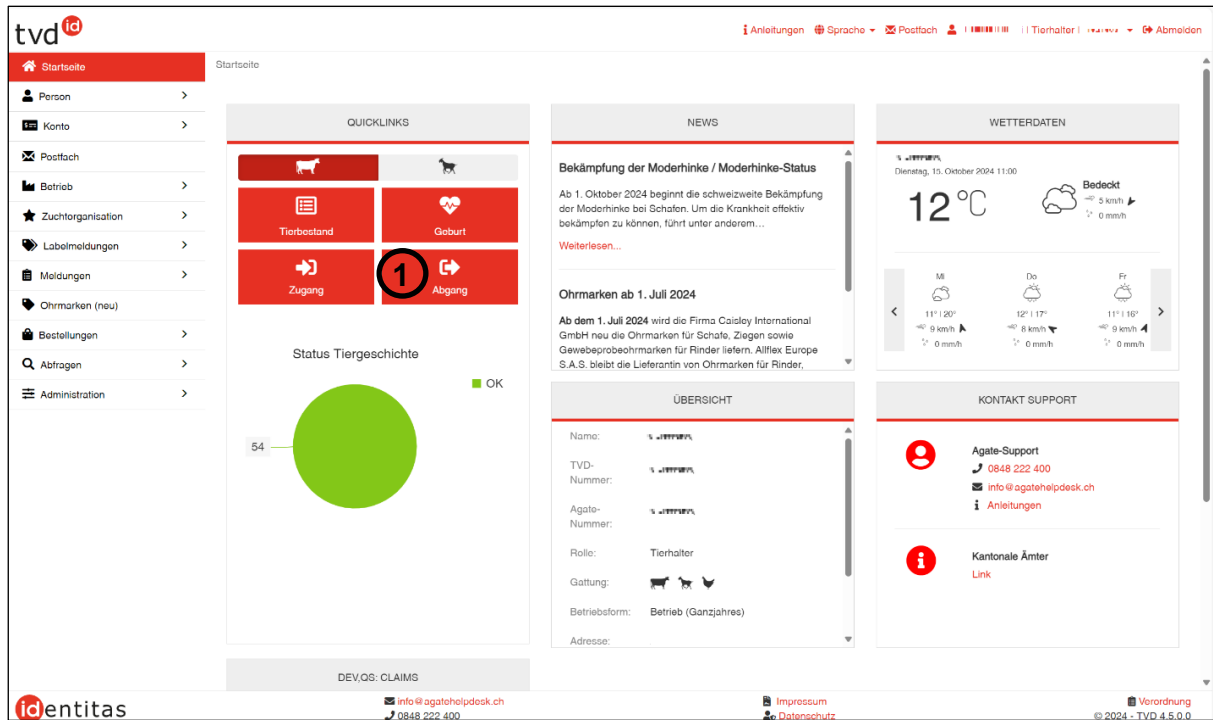 tvd id
Anleitungen Sprache Postfach Tierhalter Abmelden
Startseite
Person
Konto
Postfach
Betrieb
Zuchtorganisation
Labelmeldungen
Meldungen
Ohrmarken (neu)
Bestellungen
Abfragen
Administration
Startseite
QUICKLINKS
Tierbestand
Geburt
Zugang
1
Abgang
Status Tiergeschichte
OK
54
NEWS
Bekämpfung der Moderhinke / Moderhinke-Status
Ab 1. Oktober 2024 beginnt die schweizweite Bekämpfung
der Moderhinke bei Schafen. Um die Krankheit effektiv
bekämpfen zu können, führt unter anderem…
Weiterlesen...
Ohrmarken ab 1. Juli 2024
Ab dem 1. Juli 2024 wird die Firma Caisley International
GmbH neu die Ohrmarken für Schafe, Ziegen sowie
Gewebeprobeohrmarken für Rinder liefern. Allflex Europe
S.A.S. bleibt die Lieferantin von Ohrmarken für Rinder,
WETTERDATEN
Dienstag, 15. Oktober 2024 11:00
12 °C
Bedeckt
5 km/h
0 mm/h
Mi
11° | 20°
9 km/h
0 mm/h
Do
12° | 17°
8 km/h
0 mm/h
Fr
11° | 16°
9 km/h
0 mm/h
ÜBERSICHT
Name:
TVD-
Nummer:
Agate-
Nummer:
Rolle: Tierhalter
Gattung:
Betriebsform: Betrieb (Ganzjahres)
Adresse:
KONTAKT SUPPORT
Agate-Support
0848 222 400
info@agatehelpdesk.ch
Anleitungen
Kantonale Ämter
Link
DEV,QS: CLAIMS
identitas
info@agatehelpdesk.ch
0848 222 400
Impressum
Datenschutz
Verordnung
© 2024 - TVD 4.5.0.0